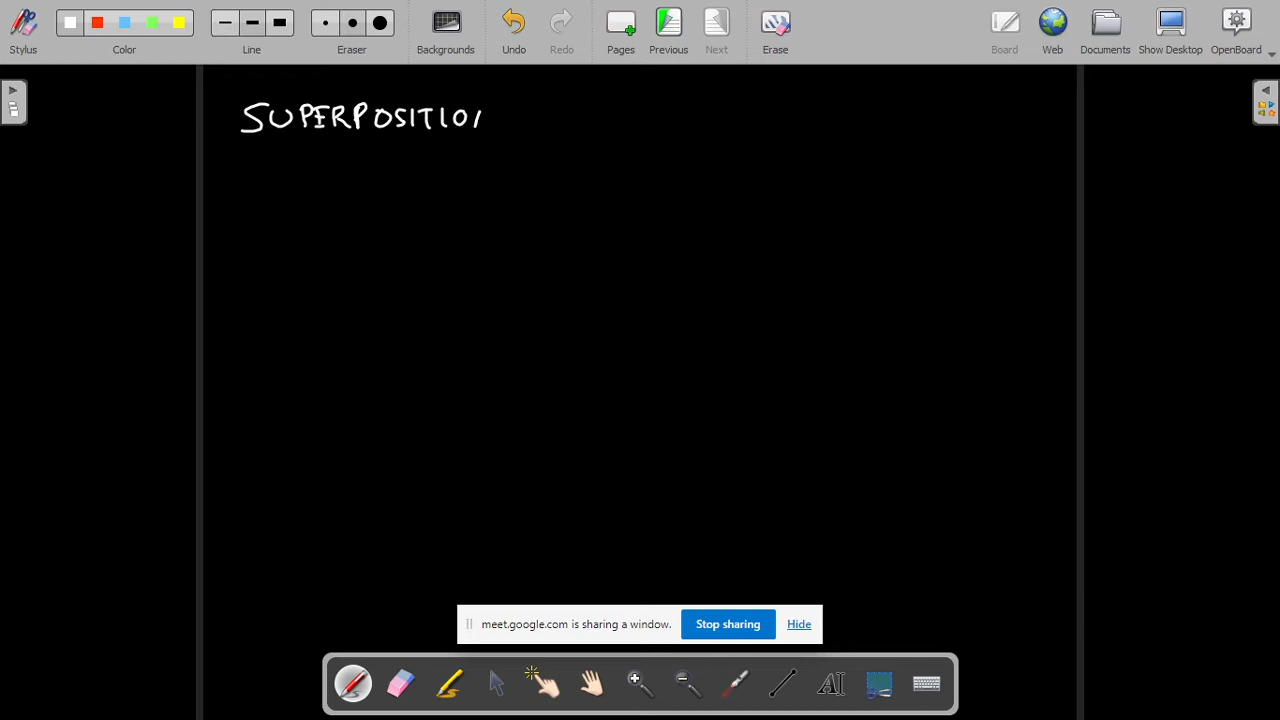 Stylus
Color
Line
Eraser
Backgrounds
Undo
Redo
Pages
Previous
Next
Erase
Board
Web
Documents
Show Desktop
OpenBoard
SUPERPOSITIO
meet.google.com is sharing a window.
Stop sharing
Hide
AI